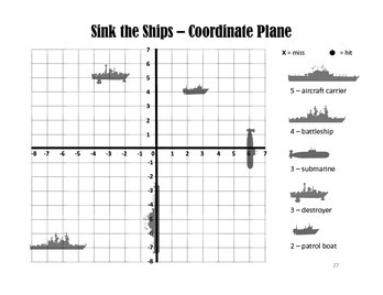 Sink the Ships – Coordinate Plane
X = miss
= hit
7
6
5
4
3
2
1
-8 -7 -6 -5 -4 -3 -2 -1 1 2 3 4 5 6 7
-1
-2
-3
-4
-5
-6
-7
-8
5 – aircraft carrier
4 – battleship
3 – submarine
3 – destroyer
2 – patrol boat
27